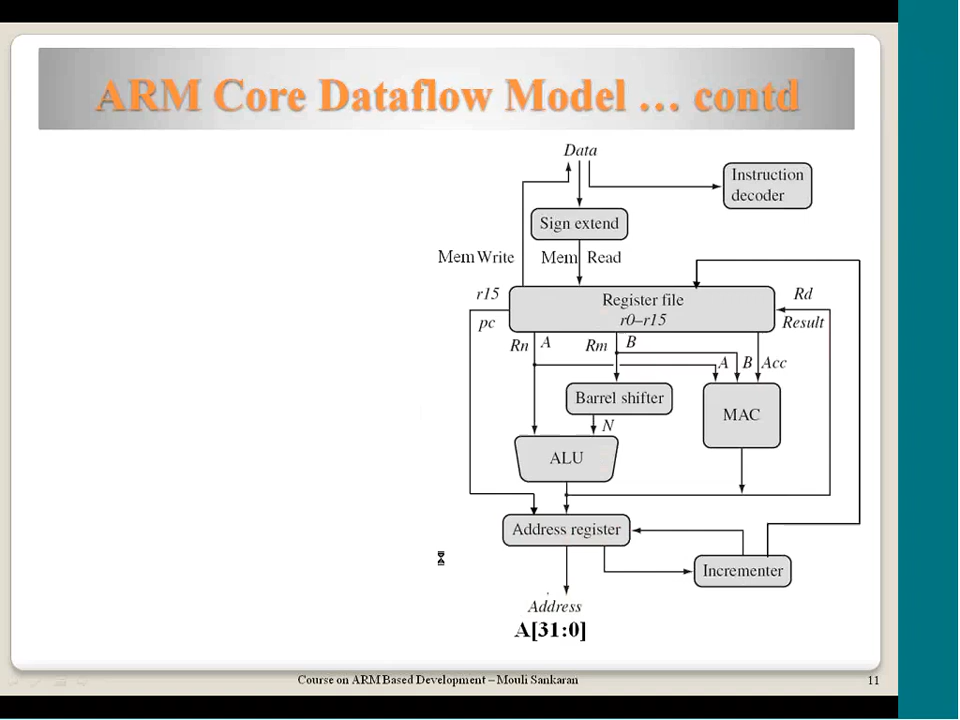 ARM Core Dataflow Model … contd
Data
Instruction
decoder
Sign extend
Mem Write
Mem Read
r15
Register file
r0–r15
Rd
pc
Result
Rn A
Rm B
A B Acc
Barrel shifter
MAC
N
ALU
Address register
Incrementer
Address
A[31:0]
Course on ARM Based Development – Mouli Sankaran
11